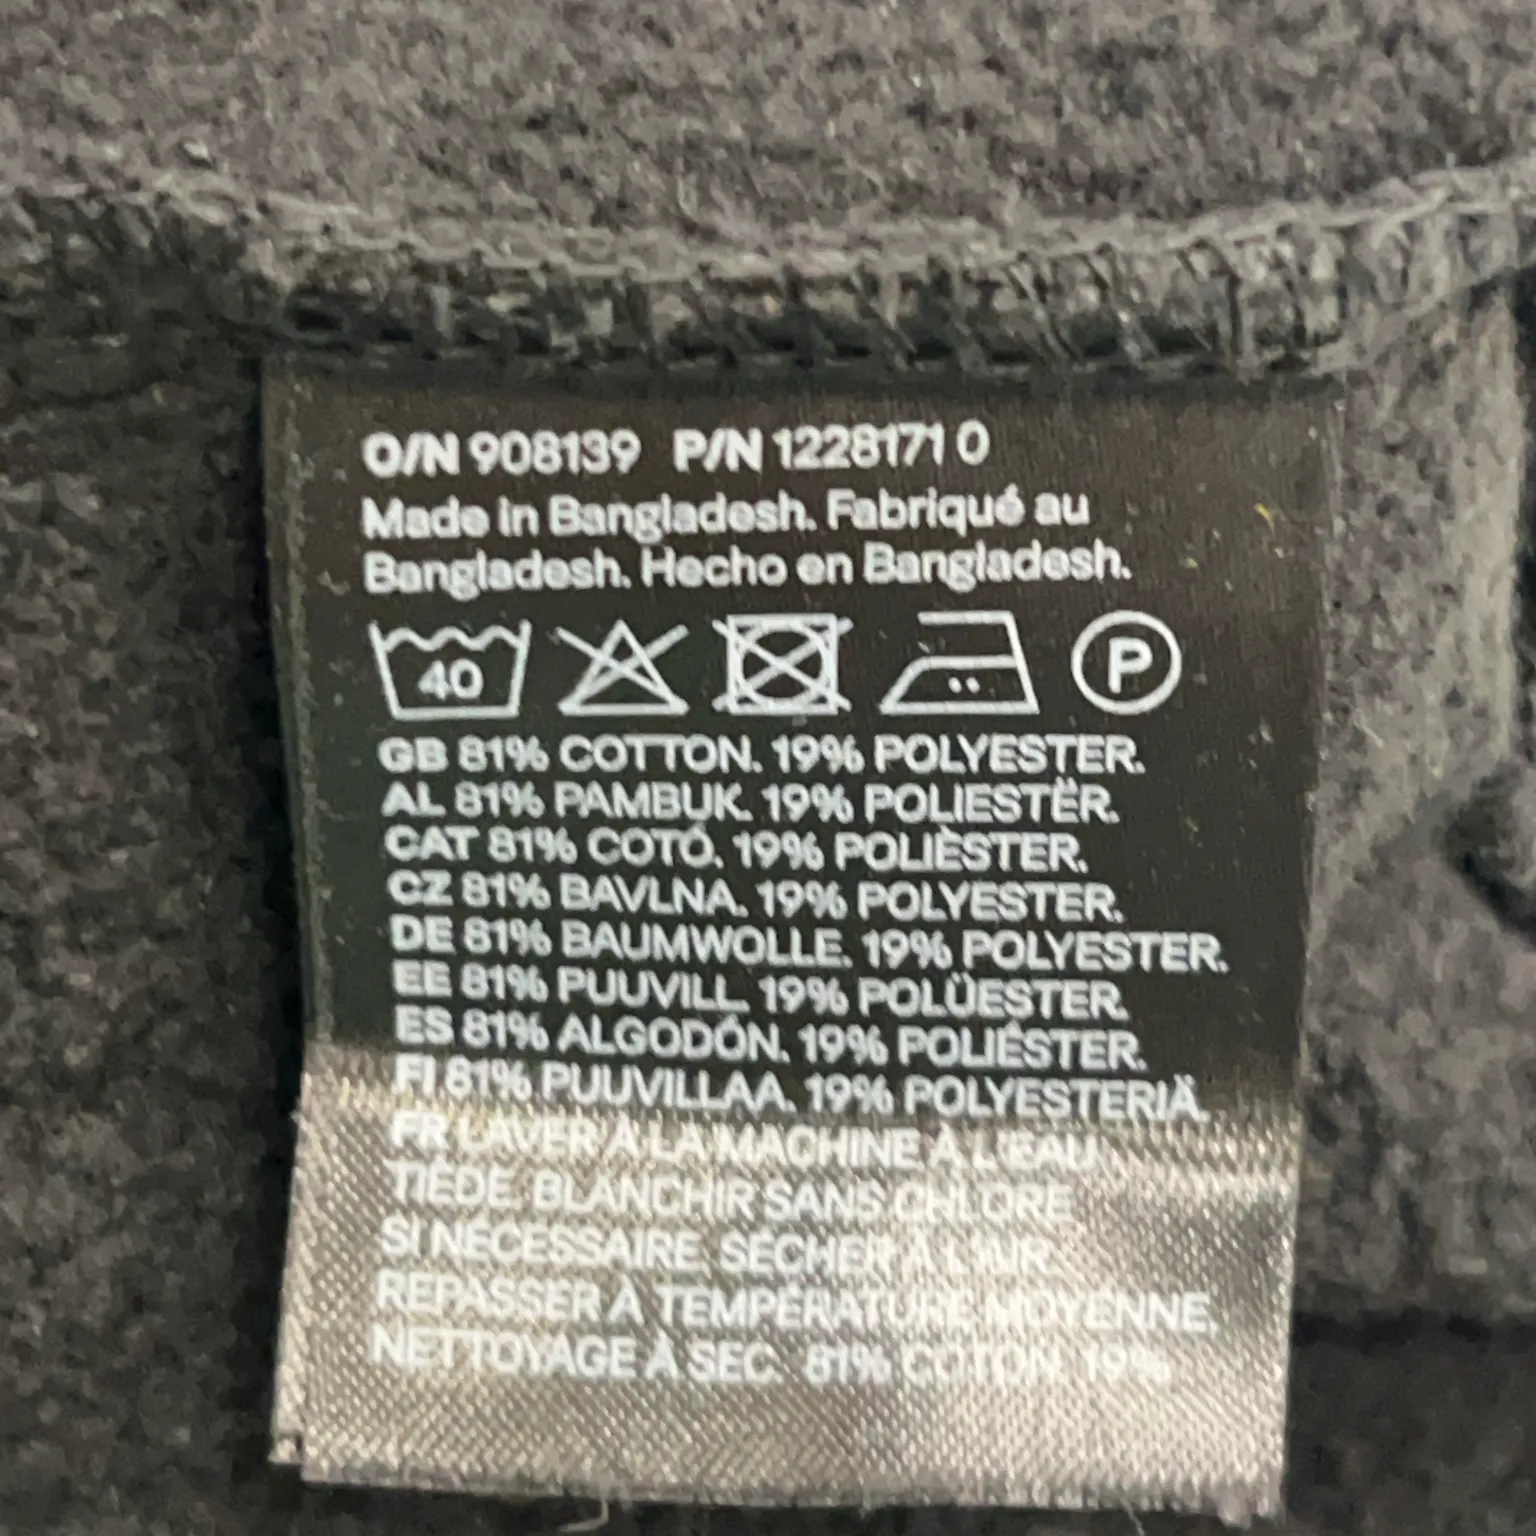 O/N 908139 P/N 1228171 0
Made in Bangladesh. Fabriqué au
Bangladesh. Hecho en Bangladesh.
40 P
GB 81% COTTON. 19% POLYESTER.
AL 81% PAMBUK. 19% POLIESTËR.
CAT 81% COTÓ. 19% POLIÈSTER.
CZ 81% BAVLNA. 19% POLYESTER.
DE 81% BAUMWOLLE. 19% POLYESTER.
EE 81% PUUVILL. 19% POLÜESTER.
ES 81% ALGODÓN. 19% POLIÉSTER.
FI 81% PUUVILLAA. 19% POLYESTERIÄ.
FR LAVER À LA MACHINE À L'EAU
TIÈDE. BLANCHIR SANS CHLORE
SI NÉCESSAIRE. SÉCHER À L'AIR.
REPASSER À TEMPÉRATURE MOYENNE.
NETTOYAGE À SEC. 81% COTON. 19%